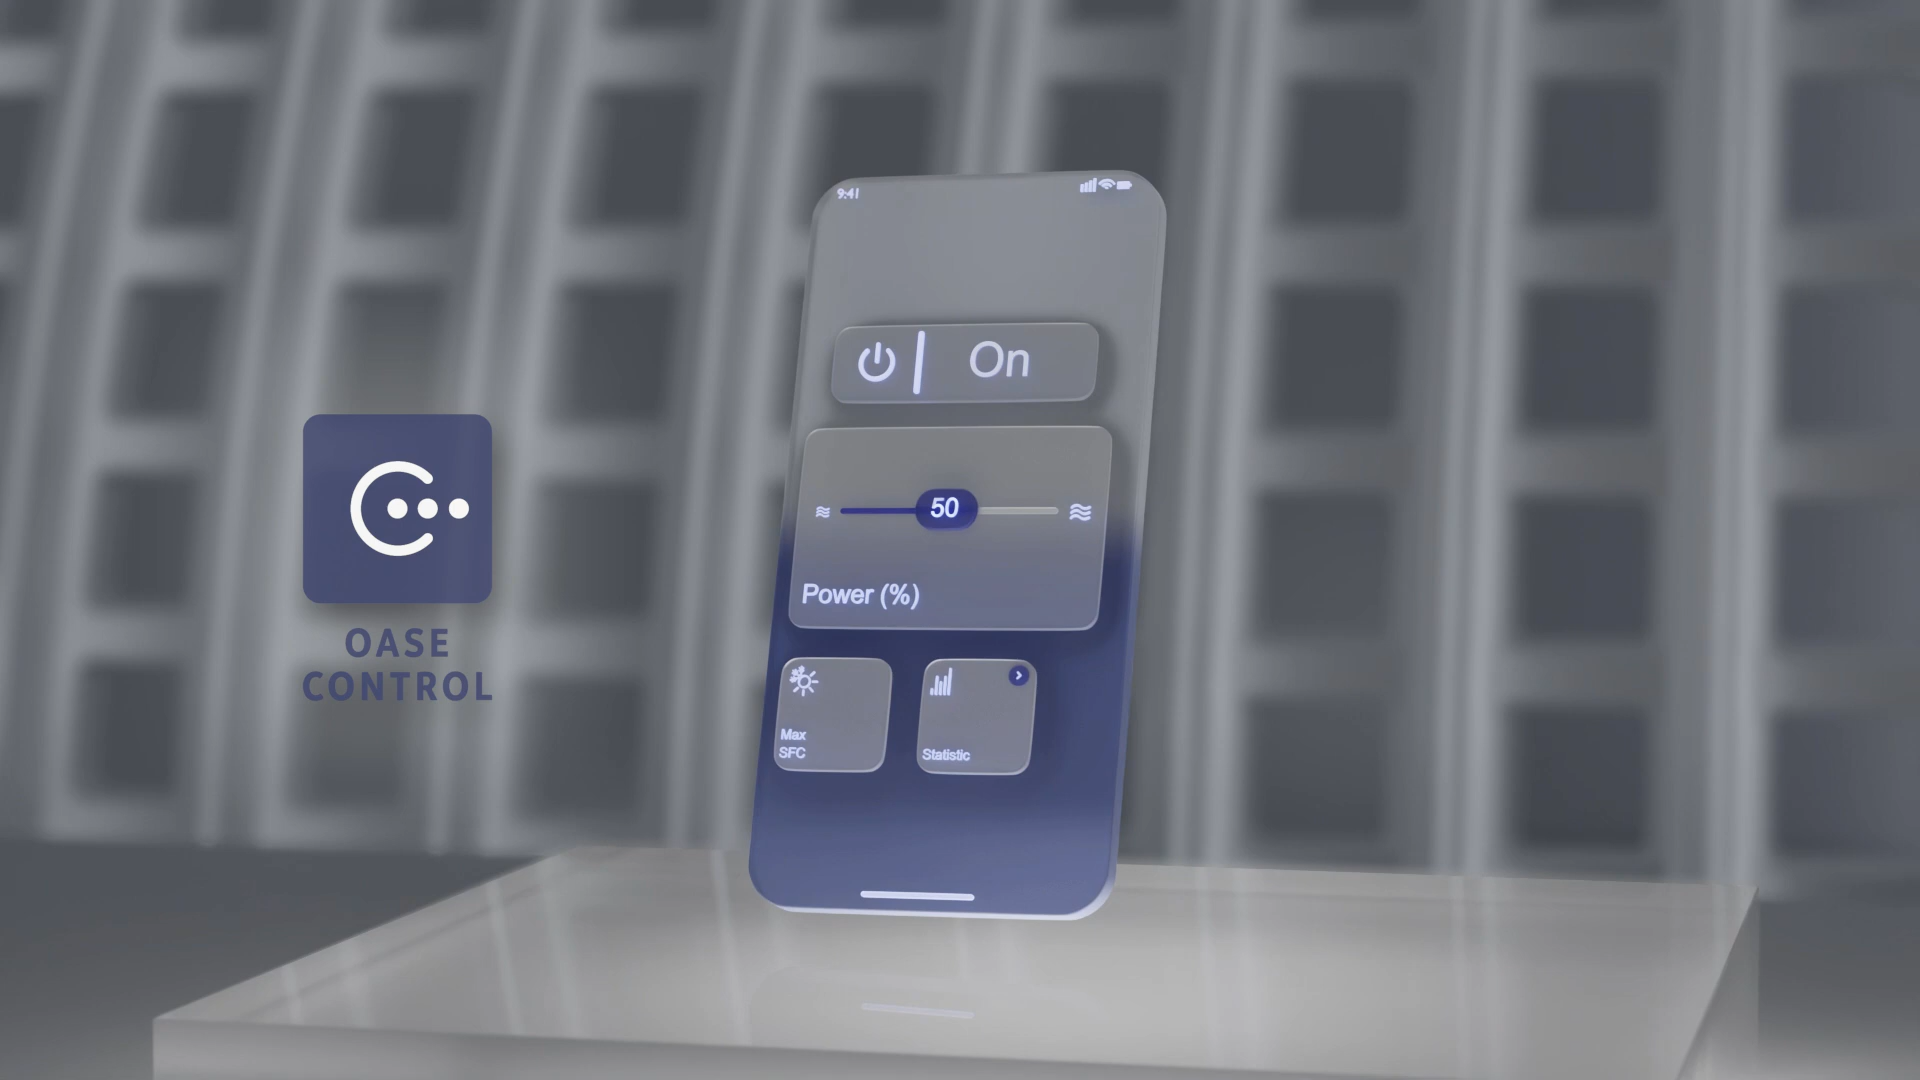 9:41
On
50
Power (%)
Max
SFC
Statistic
OASE
CONTROL